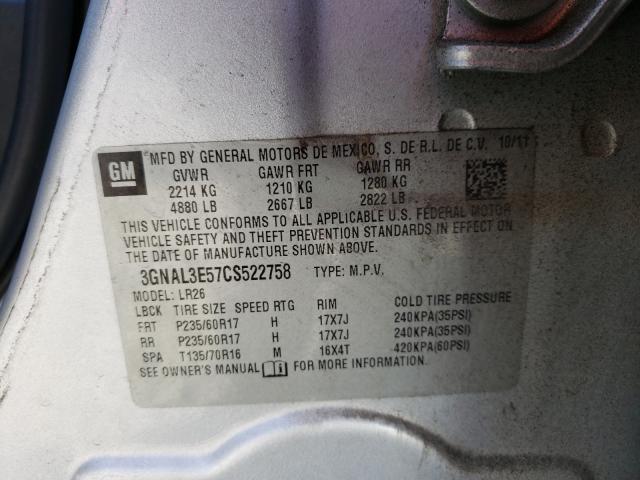 GM
MFD BY GENERAL MOTORS DE MEXICO, S. DE R.L. DE C.V. 10/11
GVWR GAWR FRT GAWR RR
2214 KG 1210 KG 1280 KG
4880 LB 2667 LB 2822 LB
THIS VEHICLE CONFORMS TO ALL APPLICABLE U.S. FEDERAL MOTOR
VEHICLE SAFETY AND THEFT PREVENTION STANDARDS IN EFFECT ON
THE DATE OF MANUFACTURE SHOWN ABOVE.
3GNAL3E57CS522758 TYPE: M.P.V.
MODEL: LR26
LBCK TIRE SIZE SPEED RTG RIM COLD TIRE PRESSURE
FRT P235/60R17 H 17X7J 240KPA(35PSI)
RR P235/60R17 H 17X7J 240KPA(35PSI)
SPA T135/70R16 M 16X4T 420KPA(60PSI)
SEE OWNER'S MANUAL FOR MORE INFORMATION.